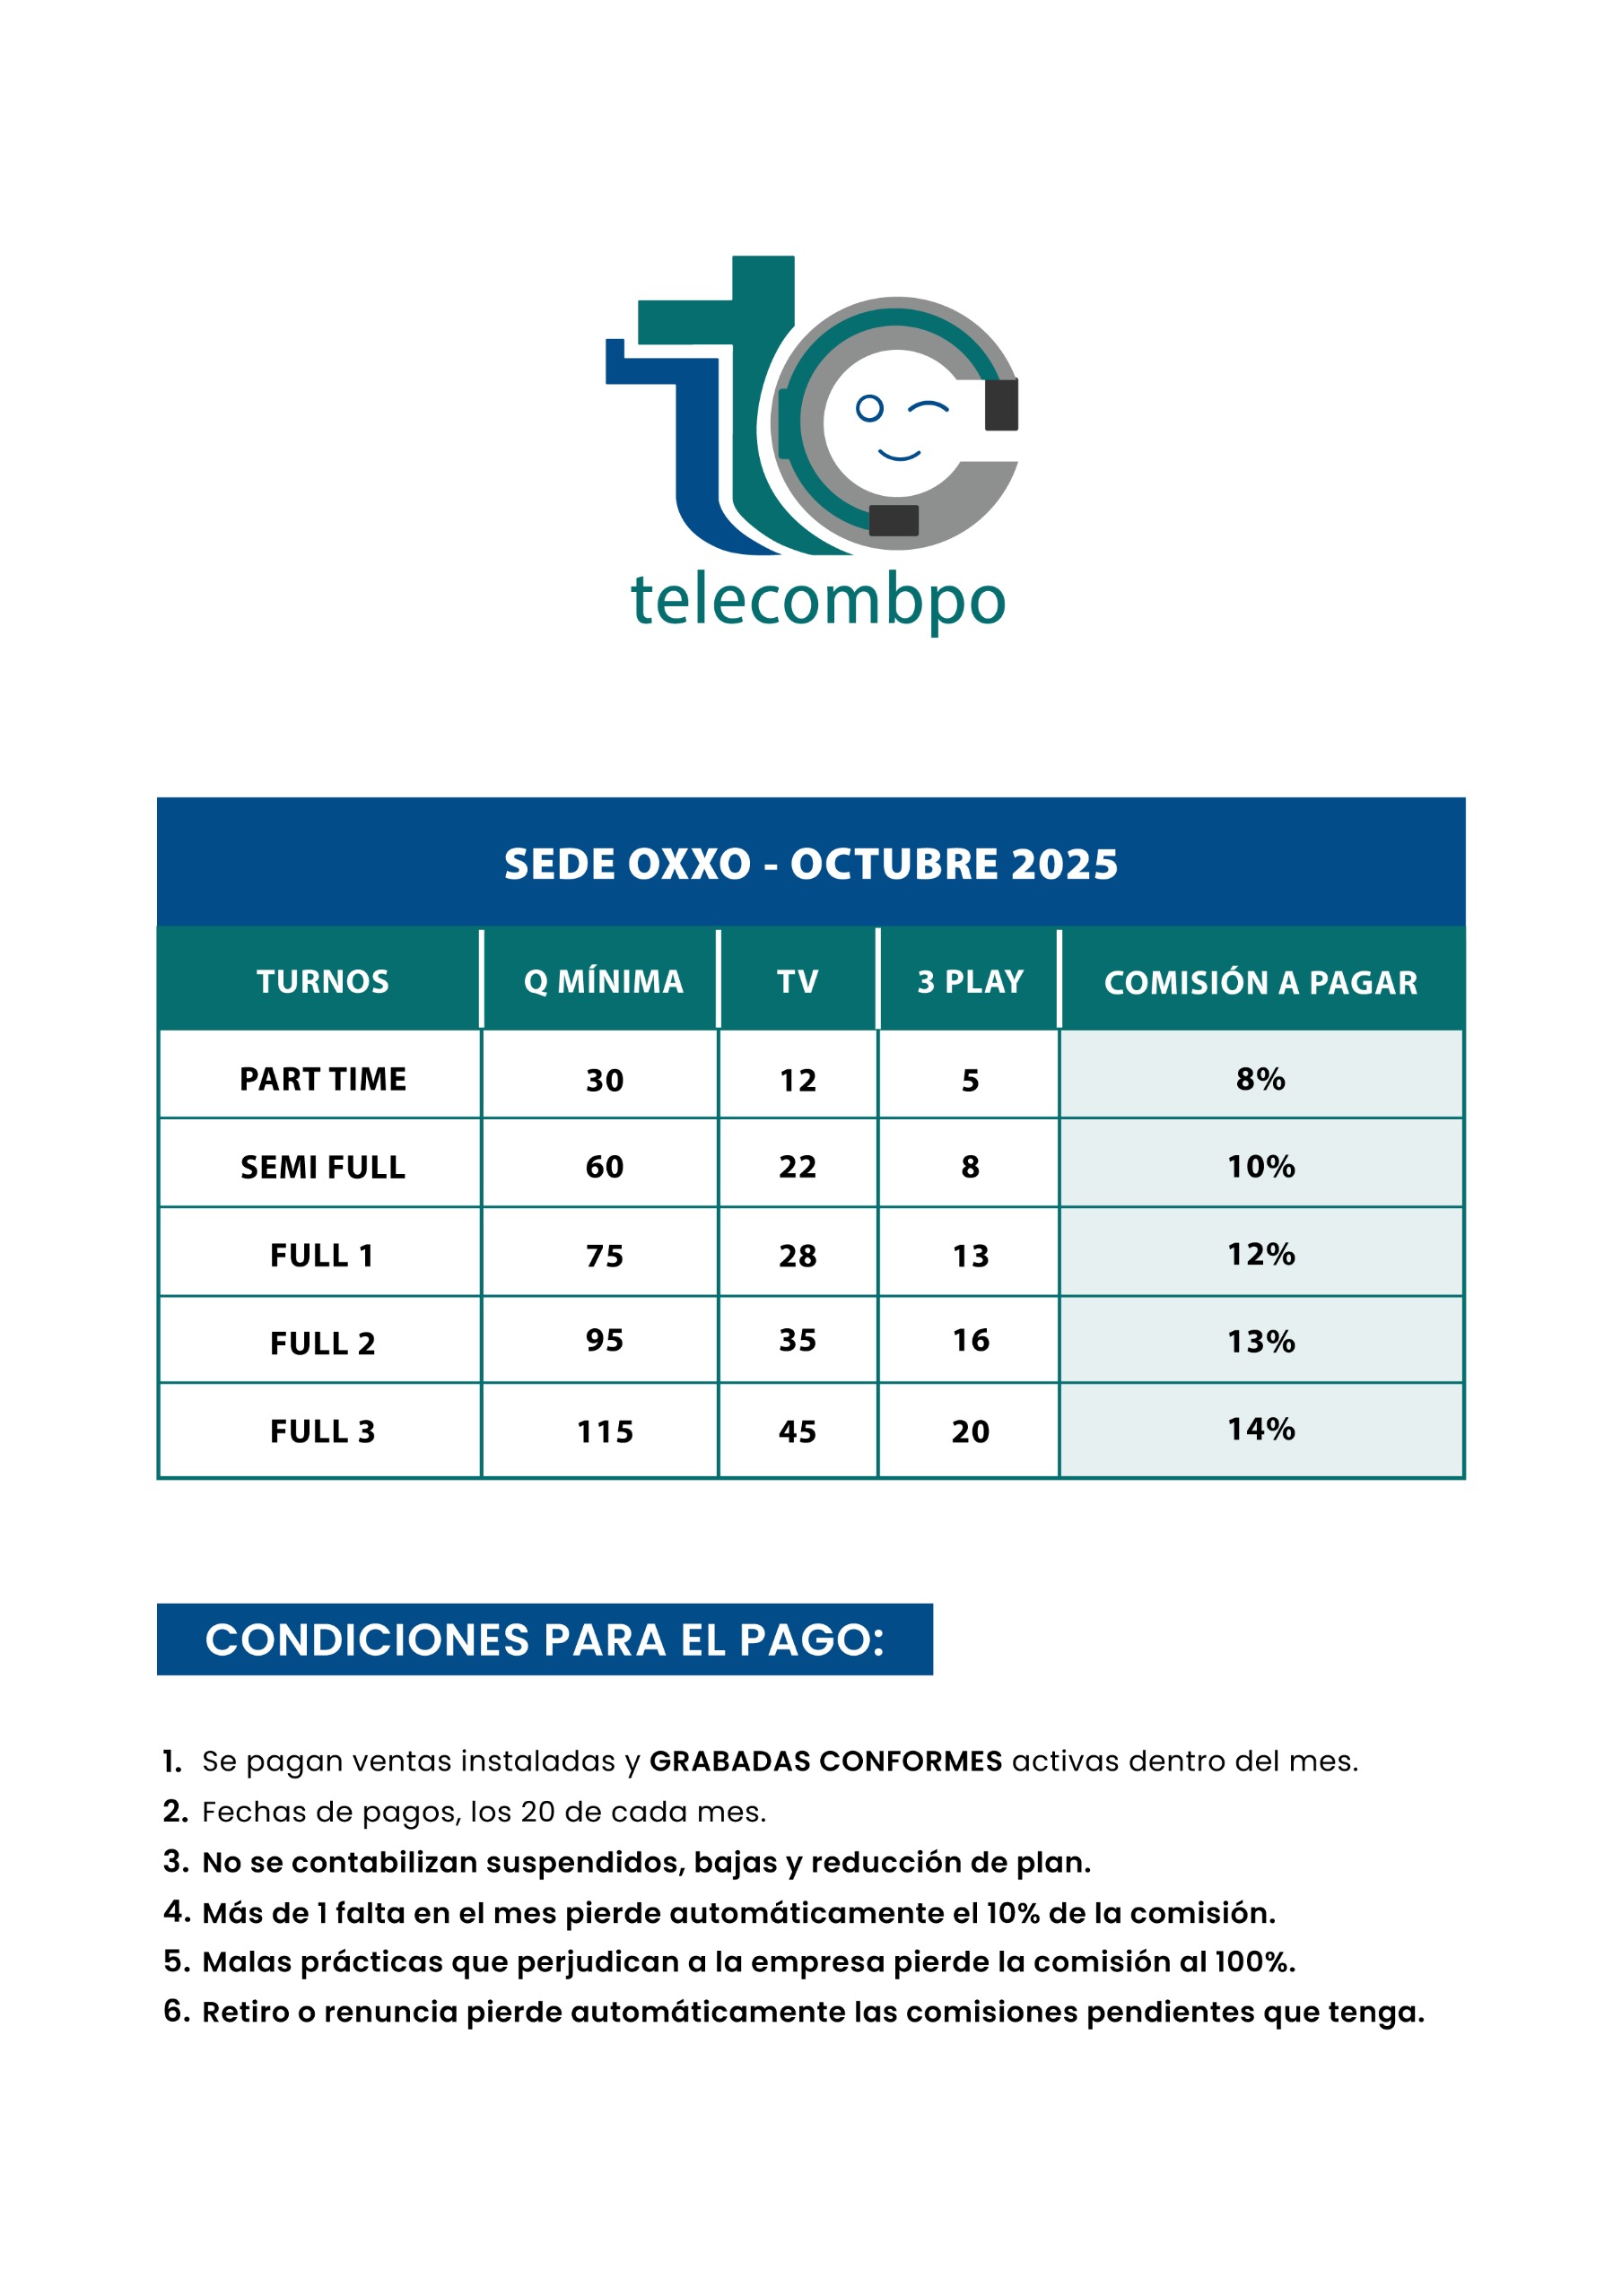 telecombpo
SEDE OXXO - OCTUBRE 2025
TURNOS Q MÍNIMA TV 3 PLAY COMISIÓN A PAGAR
PART TIME 30 12 5 8%
SEMI FULL 60 22 8 10%
FULL 1 75 28 13 12%
FULL 2 95 35 16 13%
FULL 3 115 45 20 14%
CONDICIONES PARA EL PAGO:
1. Se pagan ventas instaladas y GRABADAS CONFORMES activas dentro del mes.
2. Fechas de pagos, los 20 de cada mes.
3. No se contabilizan suspendidos, bajas y reducción de plan.
4. Más de 1 falta en el mes pierde automáticamente el 10% de la comisión.
5. Malas prácticas que perjudican a la empresa pierde la comisión al 100%.
6. Retiro o renuncia pierde automáticamente las comisiones pendientes que tenga.